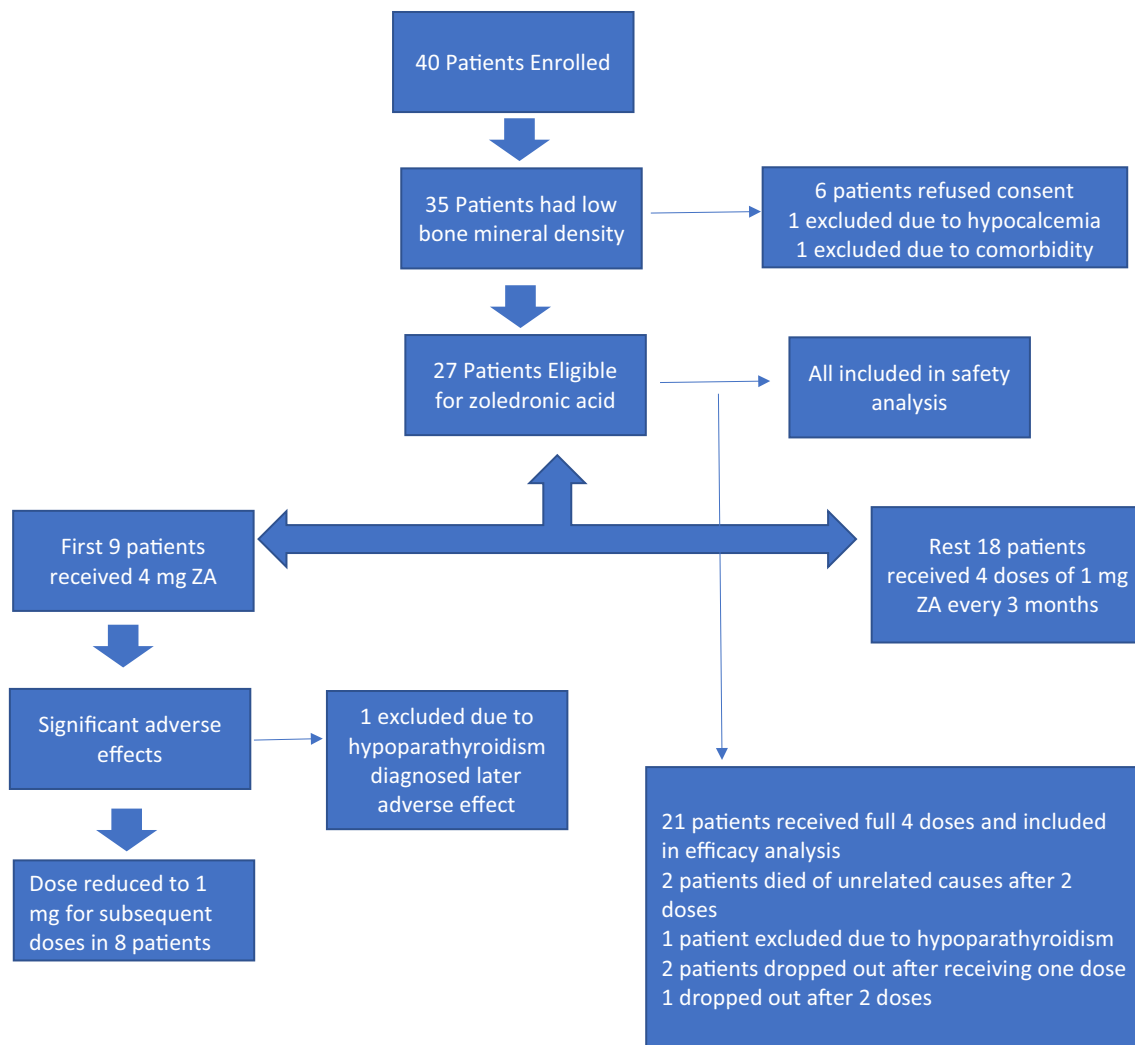 40 Patients Enrolled
35 Patients had low
bone mineral density
6 patients refused consent
1 excluded due to hypocalcemia
1 excluded due to comorbidity
27 Patients Eligible
for zoledronic acid
All included in safety
analysis
First 9 patients
received 4 mg ZA
Rest 18 patients
received 4 doses of 1 mg
ZA every 3 months
Significant adverse
effects
1 excluded due to
hypoparathyroidism
diagnosed later
adverse effect
Dose reduced to 1
mg for subsequent
doses in 8 patients
21 patients received full 4 doses and included
in efficacy analysis
2 patients died of unrelated causes after 2
doses
1 patient excluded due to hypoparathyroidism
2 patients dropped out after receiving one dose
1 dropped out after 2 doses